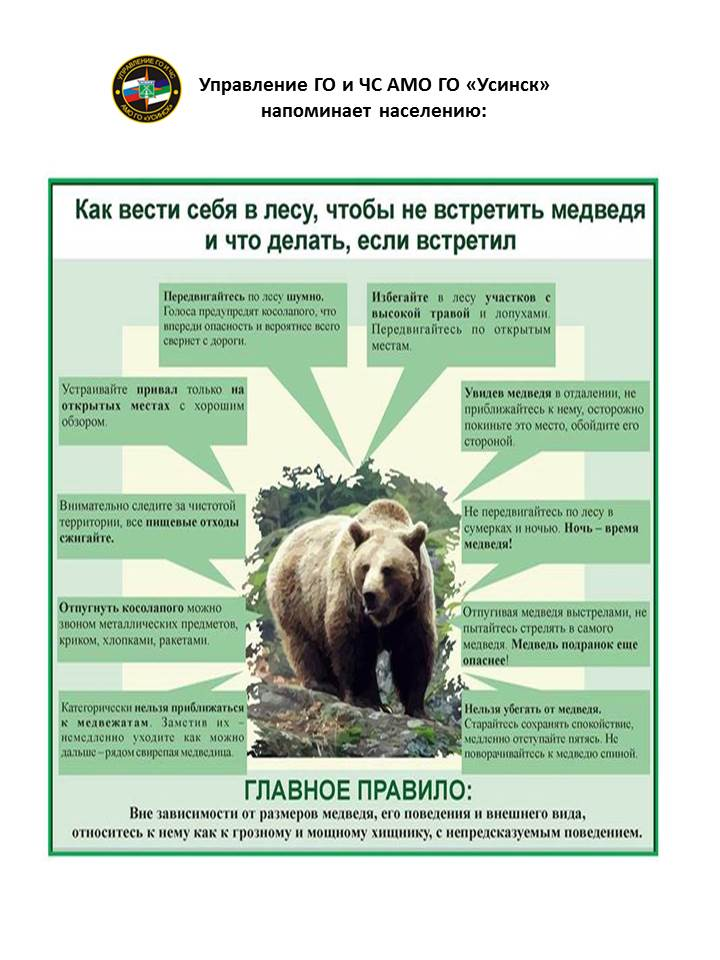 УПРАВЛЕНИЕ ГО И ЧС
АМО ГО «УСИНСК»
Управление ГО и ЧС АМО ГО «Усинск»
напоминает населению:
Как вести себя в лесу, чтобы не встретить медведя
и что делать, если встретил
Передвигайтесь по лесу шумно.
Голоса предупредят косолапого, что
впереди опасность и вероятнее всего
свернет с дороги.
Избегайте в лесу участков с
высокой травой и лопухами.
Передвигайтесь по открытым
местам.
Устраивайте привал только на
открытых местах с хорошим
обзором.
Увидев медведя в отдалении, не
приближайтесь к нему, осторожно
покиньте это место, обойдите его
стороной.
Внимательно следите за чистотой
территории, все пищевые отходы
сжигайте.
Не передвигайтесь по лесу в
сумерках и ночью. Ночь – время
медведя!
Отпугнуть косолапого можно
звоном металлических предметов,
криком, хлопками, ракетами.
Отпугивая медведя выстрелами, не
пытайтесь стрелять в самого
медведя. Медведь подранок еще
опаснее!
Категорически нельзя приближаться
к медвежатам. Заметив их –
немедленно уходите как можно
дальше – рядом свирепая медведица.
Нельзя убегать от медведя.
Старайтесь сохранять спокойствие,
медленно отступайте пятясь. Не
поворачивайтесь к медведю спиной.
ГЛАВНОЕ ПРАВИЛО:
Вне зависимости от размеров медведя, его поведения и внешнего вида,
относитесь к нему как к грозному и мощному хищнику, с непредсказуемым поведением.